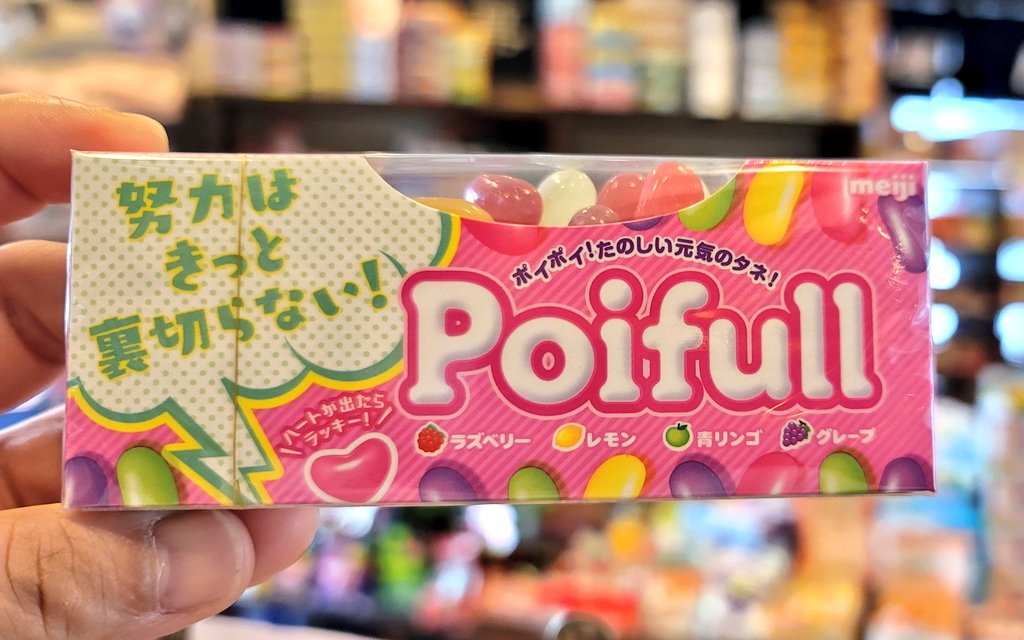 努力は
きっと
裏切らない!
meiji
ポイポイ!たのしい元気のタネ!
Poifull
ハートが出たら
ラッキー!
ラズベリー レモン 青リンゴ グレープ